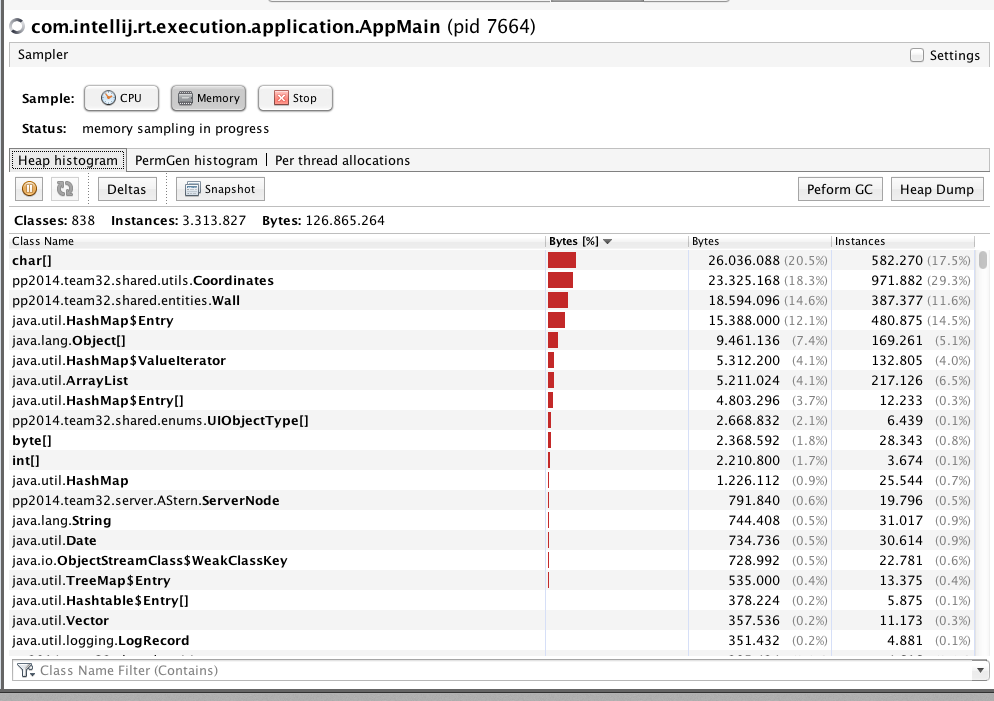 com.intellij.rt.execution.application.AppMain (pid 7664)
Sampler Settings
Sample: CPU Memory Stop
Status: memory sampling in progress
Heap histogram PermGen histogram Per thread allocations
Deltas Snapshot Peform GC Heap Dump
Classes: 838 Instances: 3.313.827 Bytes: 126.865.264
Class Name Bytes [%] Bytes Instances
char[] 26.036.088 (20.5%) 582.270 (17.5%)
pp2014.team32.shared.utils.Coordinates 23.325.168 (18.3%) 971.882 (29.3%)
pp2014.team32.shared.entities.Wall 18.594.096 (14.6%) 387.377 (11.6%)
java.util.HashMap$Entry 15.388.000 (12.1%) 480.875 (14.5%)
java.lang.Object[] 9.461.136 (7.4%) 169.261 (5.1%)
java.util.HashMap$ValueIterator 5.312.200 (4.1%) 132.805 (4.0%)
java.util.ArrayList 5.211.024 (4.1%) 217.126 (6.5%)
java.util.HashMap$Entry[] 4.803.296 (3.7%) 12.233 (0.3%)
pp2014.team32.shared.enums.UIObjectType[] 2.668.832 (2.1%) 6.439 (0.1%)
byte[] 2.368.592 (1.8%) 28.343 (0.8%)
int[] 2.210.800 (1.7%) 3.674 (0.1%)
java.util.HashMap 1.226.112 (0.9%) 25.544 (0.7%)
pp2014.team32.server.AStern.ServerNode 791.840 (0.6%) 19.796 (0.5%)
java.lang.String 744.408 (0.5%) 31.017 (0.9%)
java.util.Date 734.736 (0.5%) 30.614 (0.9%)
java.io.ObjectStreamClass$WeakClassKey 728.992 (0.5%) 22.781 (0.6%)
java.util.TreeMap$Entry 535.000 (0.4%) 13.375 (0.4%)
java.util.Hashtable$Entry[] 378.224 (0.2%) 5.875 (0.1%)
java.util.Vector 357.536 (0.2%) 11.173 (0.3%)
java.util.logging.LogRecord 351.432 (0.2%) 4.881 (0.1%)
Class Name Filter (Contains)